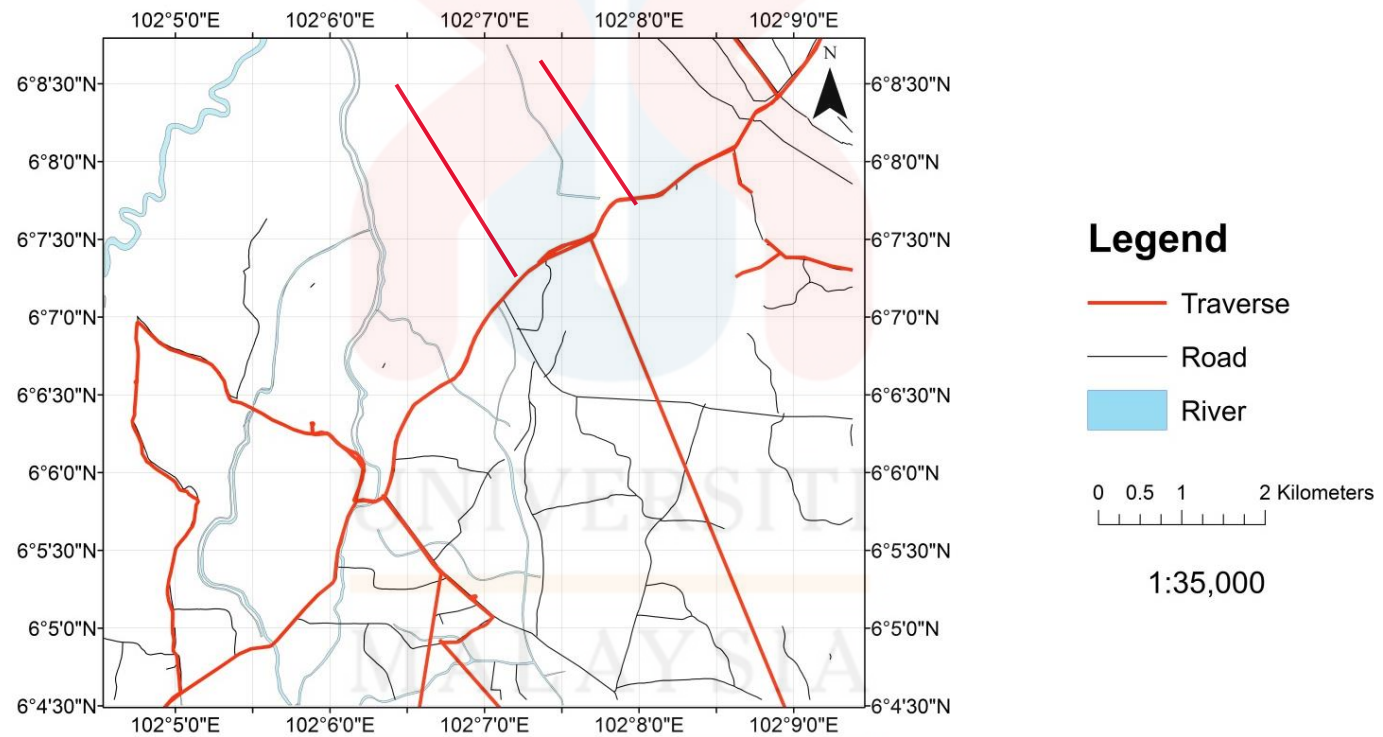 102°5'0"E 102°6'0"E 102°7'0"E 102°8'0"E 102°9'0"E
N
6°8'30"N 6°8'30"N
6°8'0"N 6°8'0"N
6°7'30"N 6°7'30"N
6°7'0"N 6°7'0"N
6°6'30"N 6°6'30"N
6°6'0"N 6°6'0"N
6°5'30"N 6°5'30"N
6°5'0"N 6°5'0"N
6°4'30"N 6°4'30"N
102°5'0"E 102°6'0"E 102°7'0"E 102°8'0"E 102°9'0"E
UNIVERSITI
MALAYSIA
Legend
Traverse
Road
River
0 0.5 1 2 Kilometers
1:35,000